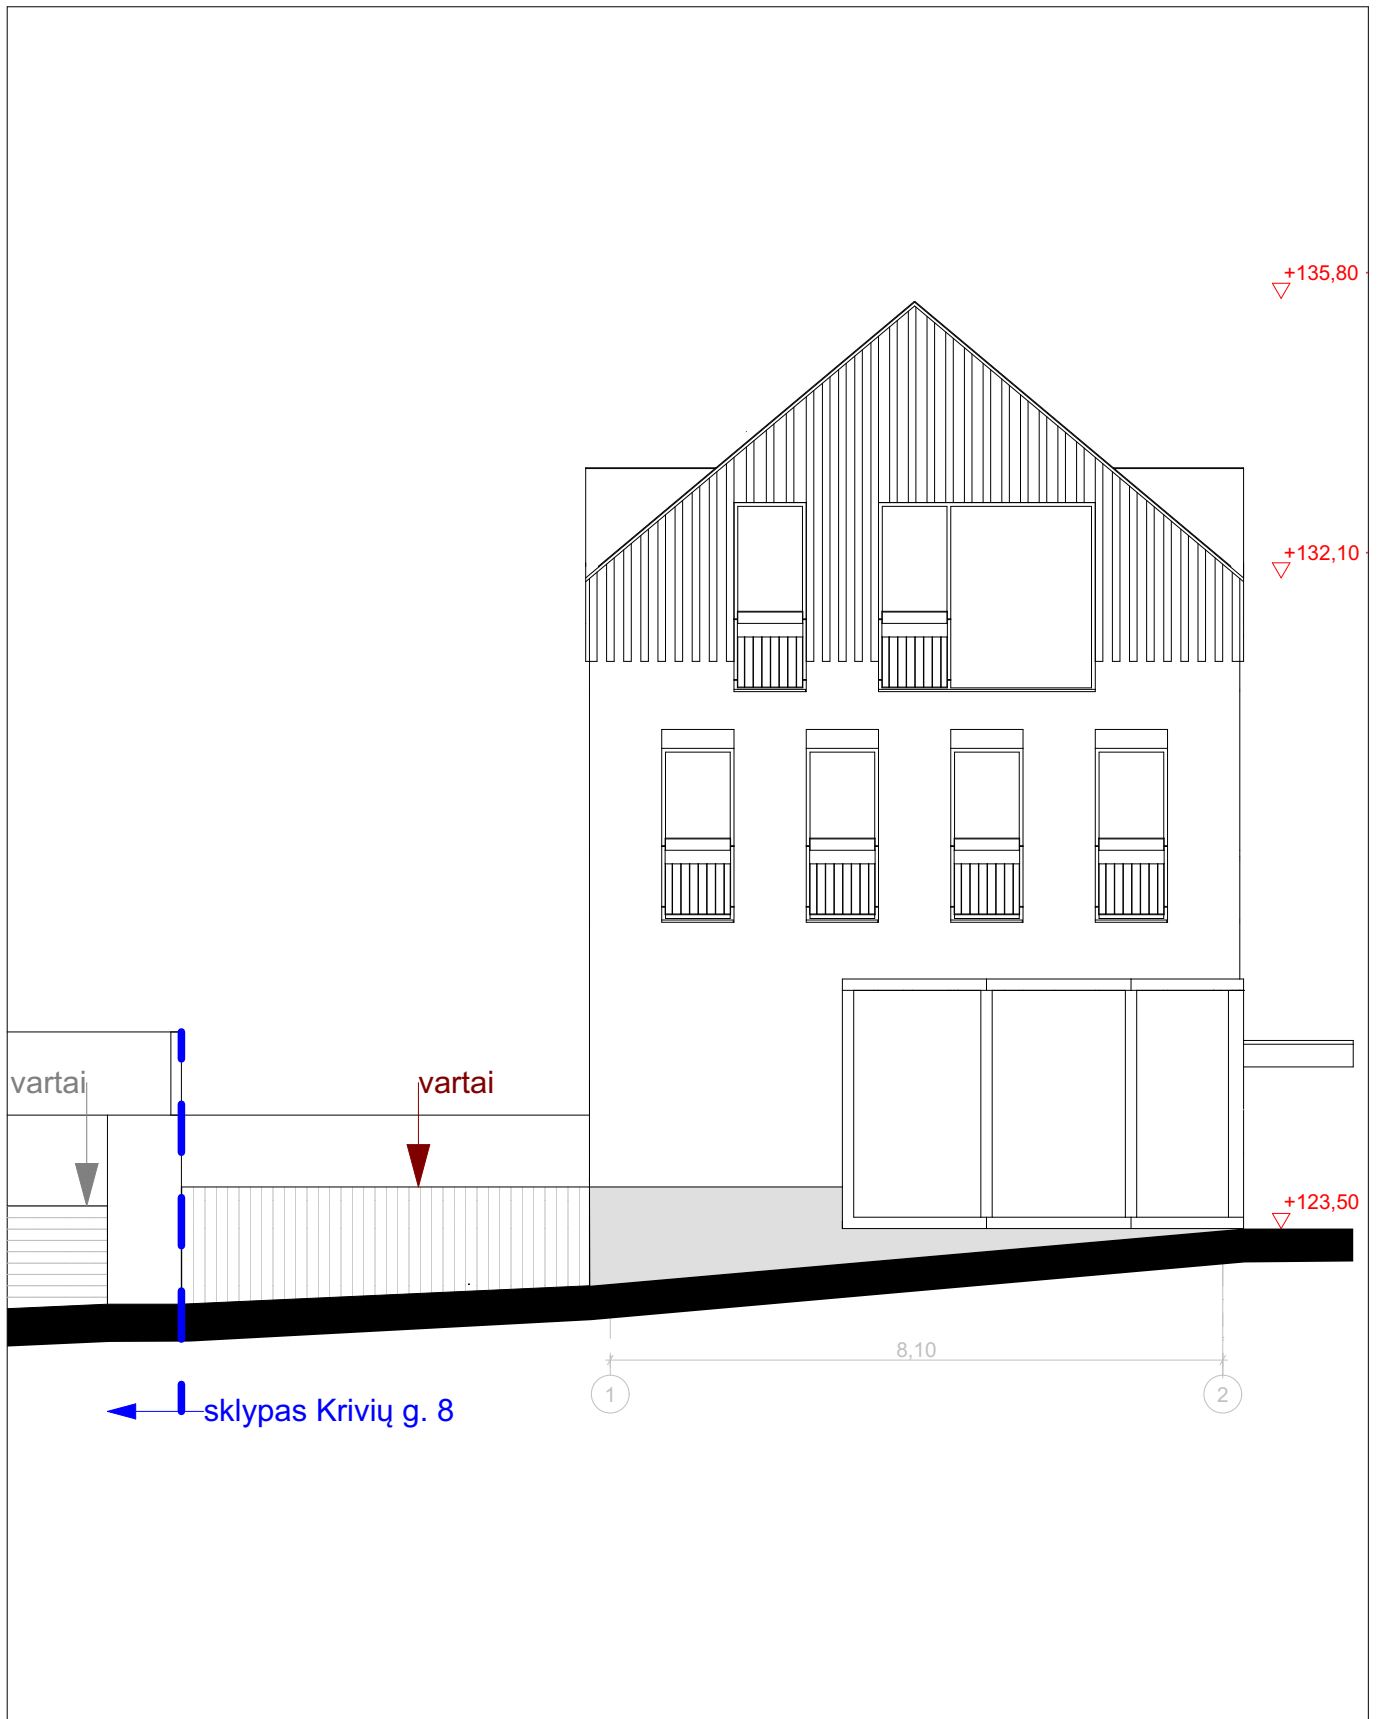 +135,80
+132,10
vartai
vartai
+123,50
8,10
1
2
sklypas Krivių g. 8